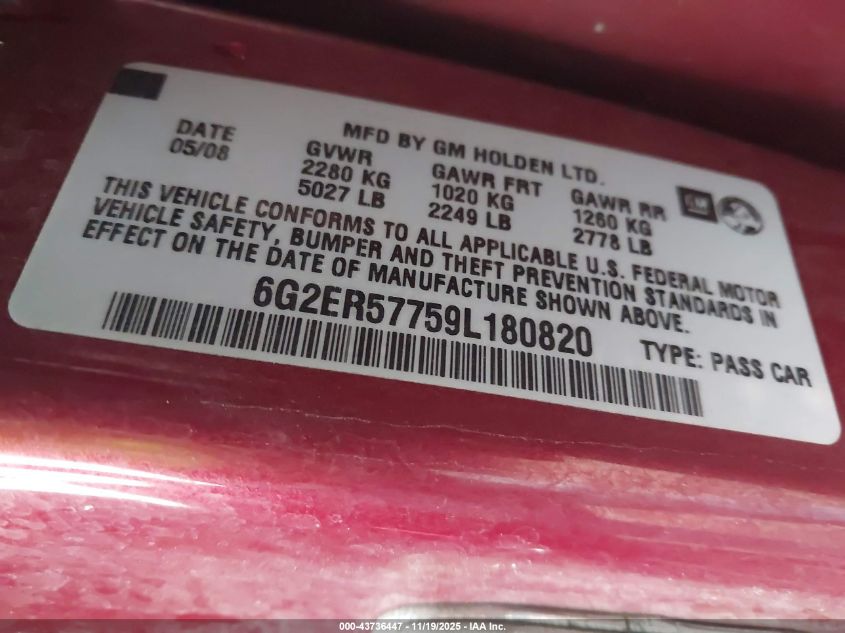 MFD BY GM HOLDEN LTD.
DATE GVWR GAWR FRT GAWR RR
05/08 2280 KG 1020 KG 1260 KG
5027 LB 2249 LB 2778 LB
GM
THIS VEHICLE CONFORMS TO ALL APPLICABLE U.S. FEDERAL MOTOR
VEHICLE SAFETY, BUMPER AND THEFT PREVENTION STANDARDS IN
EFFECT ON THE DATE OF MANUFACTURE SHOWN ABOVE.
6G2ER57759L180820 TYPE: PASS CAR
000-43736447 - 11/19/2025 - IAA Inc.